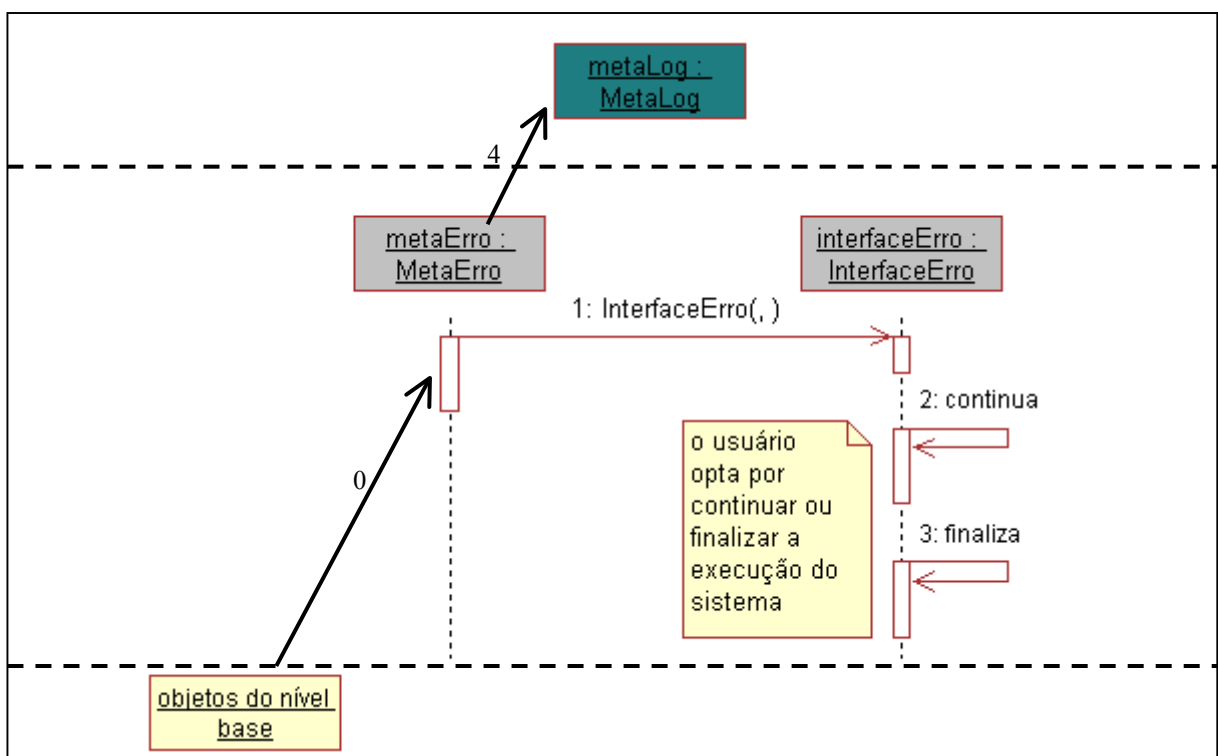 metaLog :
MetaLog
4
metaErro :
MetaErro
interfaceErro :
InterfaceErro
1: InterfaceErro(, )
2: continua
o usuário
opta por
continuar ou
finalizar a
execução do
sistema
0
3: finaliza
objetos do nível
base